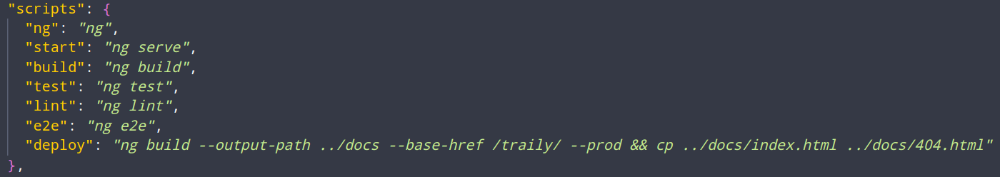 "scripts": {
"ng": "ng",
"start": "ng serve",
"build": "ng build",
"test": "ng test",
"lint": "ng lint",
"e2e": "ng e2e",
"deploy": "ng build --output-path ../docs --base-href /traily/ --prod && cp ../docs/index.html ../docs/404.html"
},